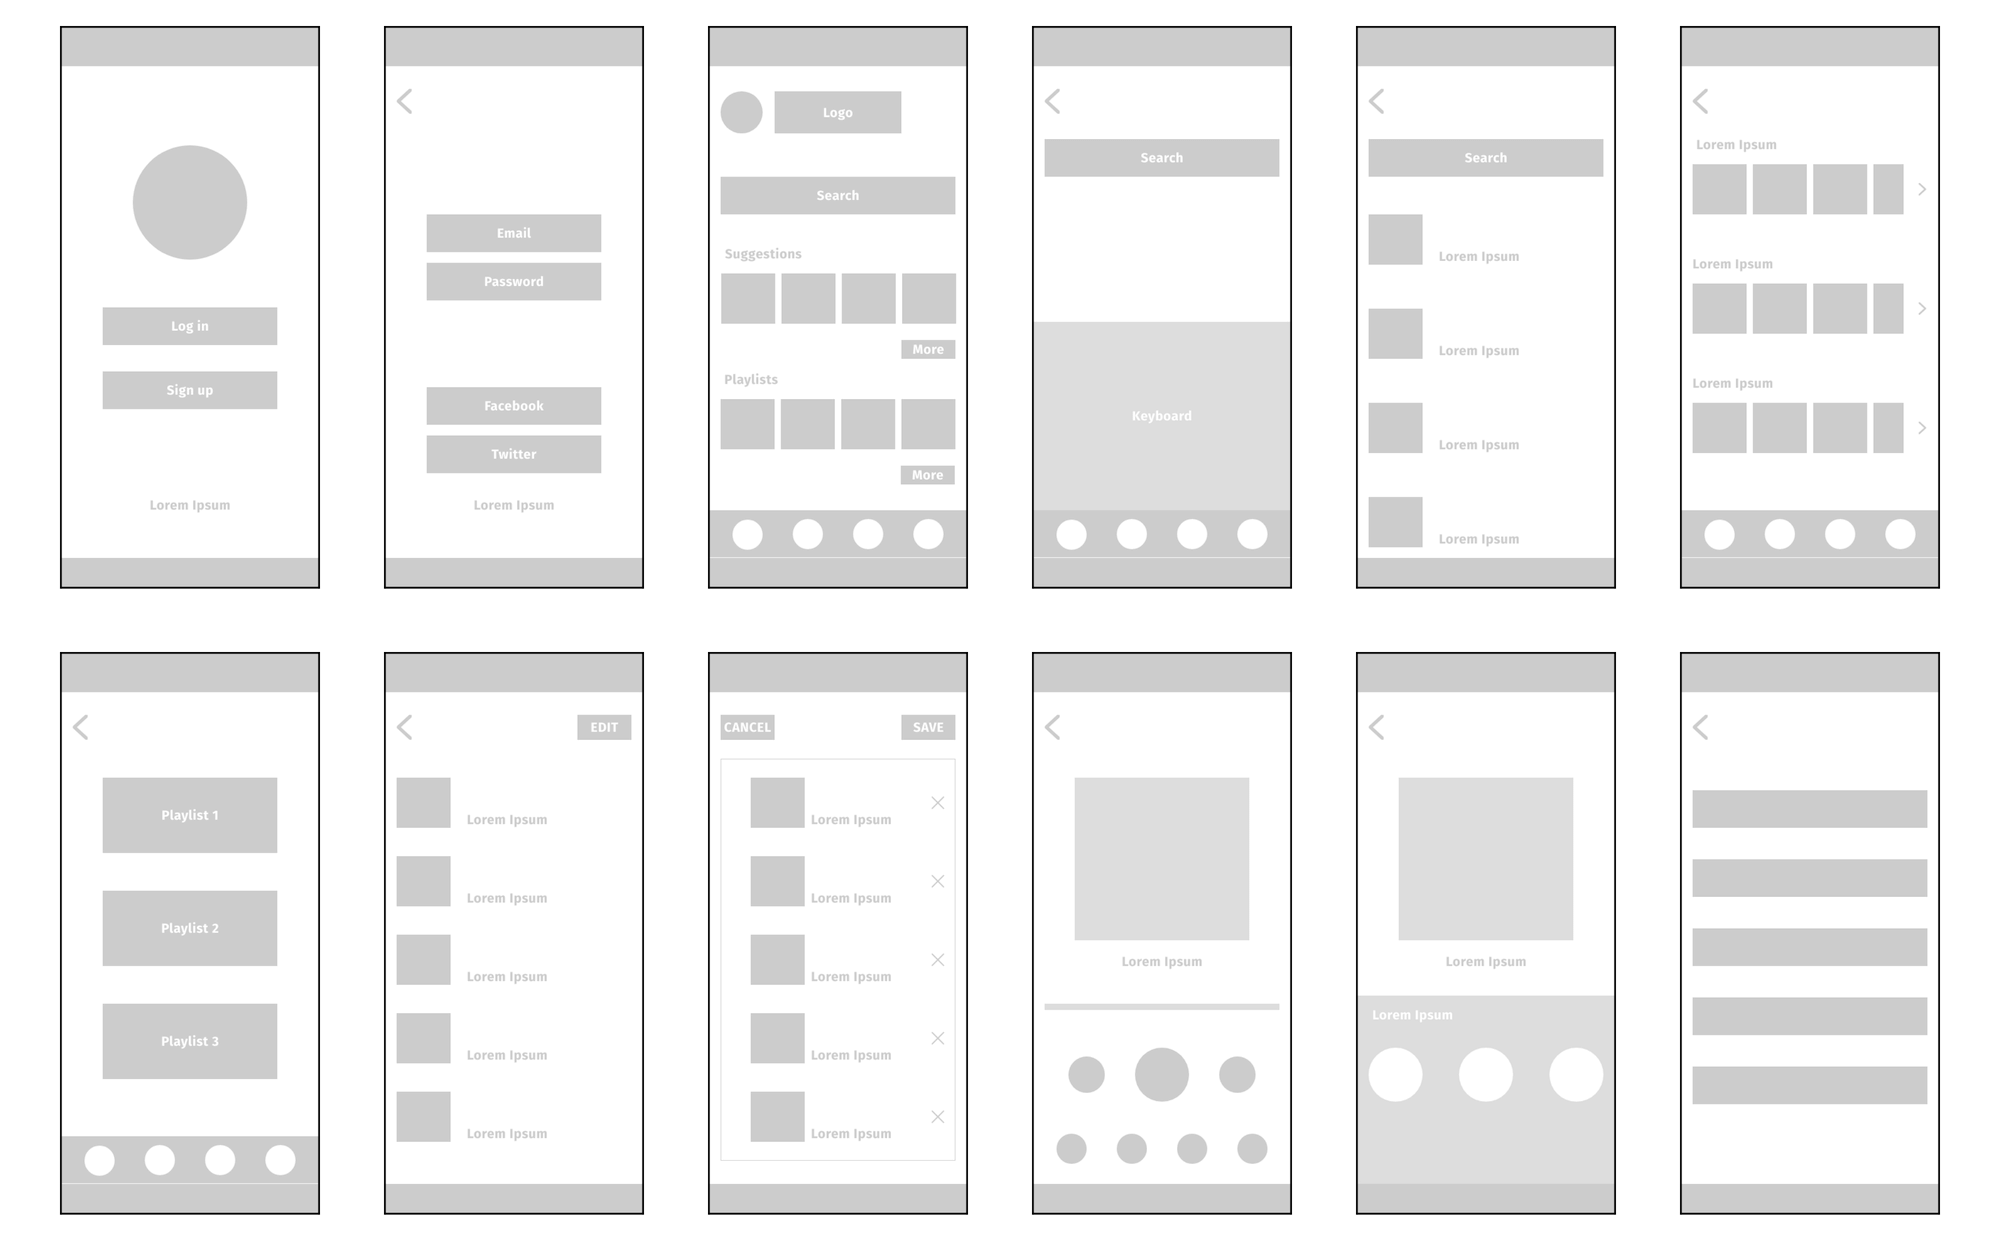 Log in
Sign up
Lorem Ipsum
Email
Password
Facebook
Twitter
Lorem Ipsum
Logo
Search
Suggestions
More
Playlists
More
Search
Keyboard
Search
Lorem Ipsum
Lorem Ipsum
Lorem Ipsum
Lorem Ipsum
Lorem Ipsum
Lorem Ipsum
Lorem Ipsum
Playlist 1
Playlist 2
Playlist 3
EDIT
Lorem Ipsum
Lorem Ipsum
Lorem Ipsum
Lorem Ipsum
Lorem Ipsum
CANCEL SAVE
Lorem Ipsum
Lorem Ipsum
Lorem Ipsum
Lorem Ipsum
Lorem Ipsum
Lorem Ipsum
Lorem Ipsum
Lorem Ipsum